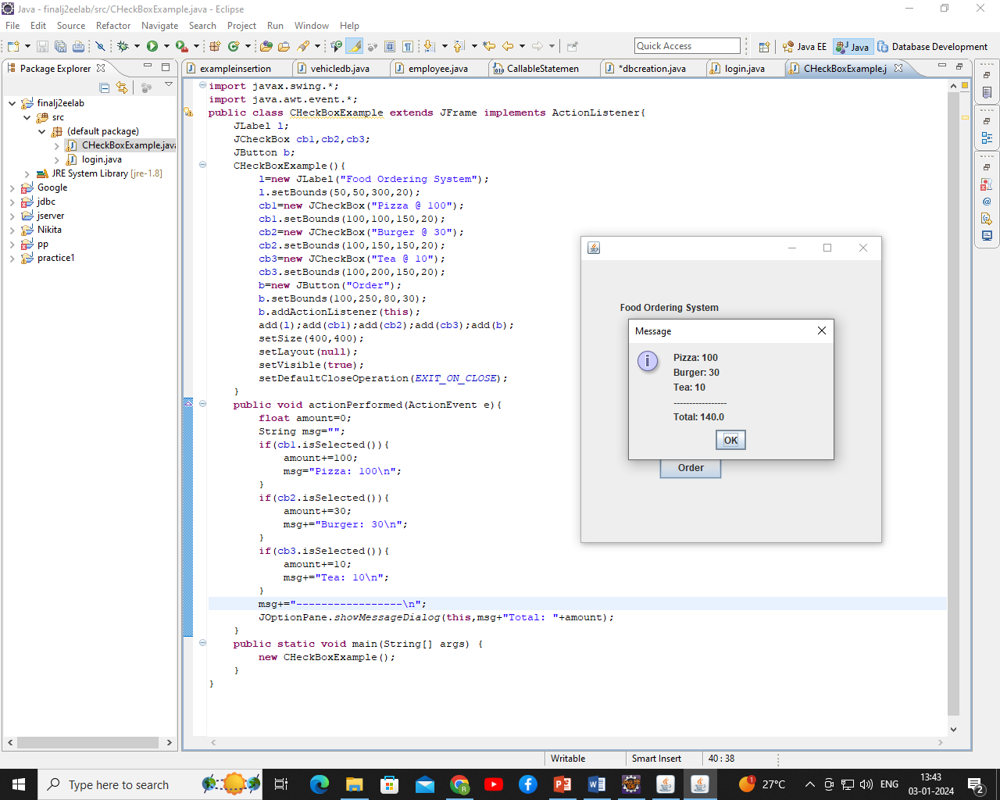 Java - finalj2eelab/src/CHeckBoxExample.java - Eclipse
File Edit Source Refactor Navigate Search Project Run Window Help
Quick Access
Java EE
Java
Database Development
Package Explorer
exampleinsertion
vehicledb.java
employee.java
CallableStatemen
*dbcreation.java
login.java
CHeckBoxExample.j
finalj2eelab
src
(default package)
CHeckBoxExample.java
login.java
JRE System Library [jre-1.8]
Google
jdbc
jserver
Nikita
pp
practice1
import javax.swing.*;
import java.awt.event.*;
public class CHeckBoxExample extends JFrame implements ActionListener{
JLabel l;
JCheckBox cb1,cb2,cb3;
JButton b;
CHeckBoxExample(){
l=new JLabel("Food Ordering System");
l.setBounds(50,50,300,20);
cb1=new JCheckBox("Pizza @ 100");
cb1.setBounds(100,100,150,20);
cb2=new JCheckBox("Burger @ 30");
cb2.setBounds(100,150,150,20);
cb3=new JCheckBox("Tea @ 10");
cb3.setBounds(100,200,150,20);
b=new JButton("Order");
b.setBounds(100,250,80,30);
b.addActionListener(this);
add(l);add(cb1);add(cb2);add(cb3);add(b);
setSize(400,400);
setLayout(null);
setVisible(true);
setDefaultCloseOperation(EXIT_ON_CLOSE);
}
public void actionPerformed(ActionEvent e){
float amount=0;
String msg="";
if(cb1.isSelected()){
amount+=100;
msg="Pizza: 100\n";
}
if(cb2.isSelected()){
amount+=30;
msg+="Burger: 30\n";
}
if(cb3.isSelected()){
amount+=10;
msg+="Tea: 10\n";
}
msg+="-----------------\n";
JOptionPane.showMessageDialog(this,msg+"Total: "+amount);
}
public static void main(String[] args) {
new CHeckBoxExample();
}
}
Food Ordering System
Message
Pizza: 100
Burger: 30
Tea: 10
-----------------
Total: 140.0
OK
Order
Writable
Smart Insert
40 : 38
Type here to search
1
27°C
ENG
13:43
03-01-2024
2